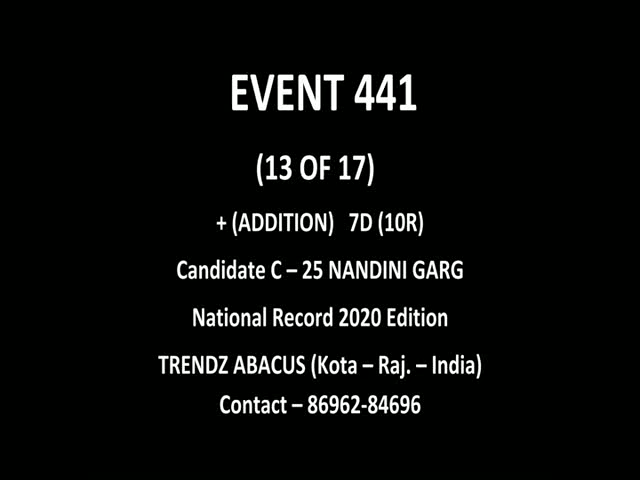 EVENT 441
(13 OF 17)
+ (ADDITION) 7D (10R)
Candidate C – 25 NANDINI GARG
National Record 2020 Edition
TRENDZ ABACUS (Kota – Raj. – India)
Contact – 86962-84696